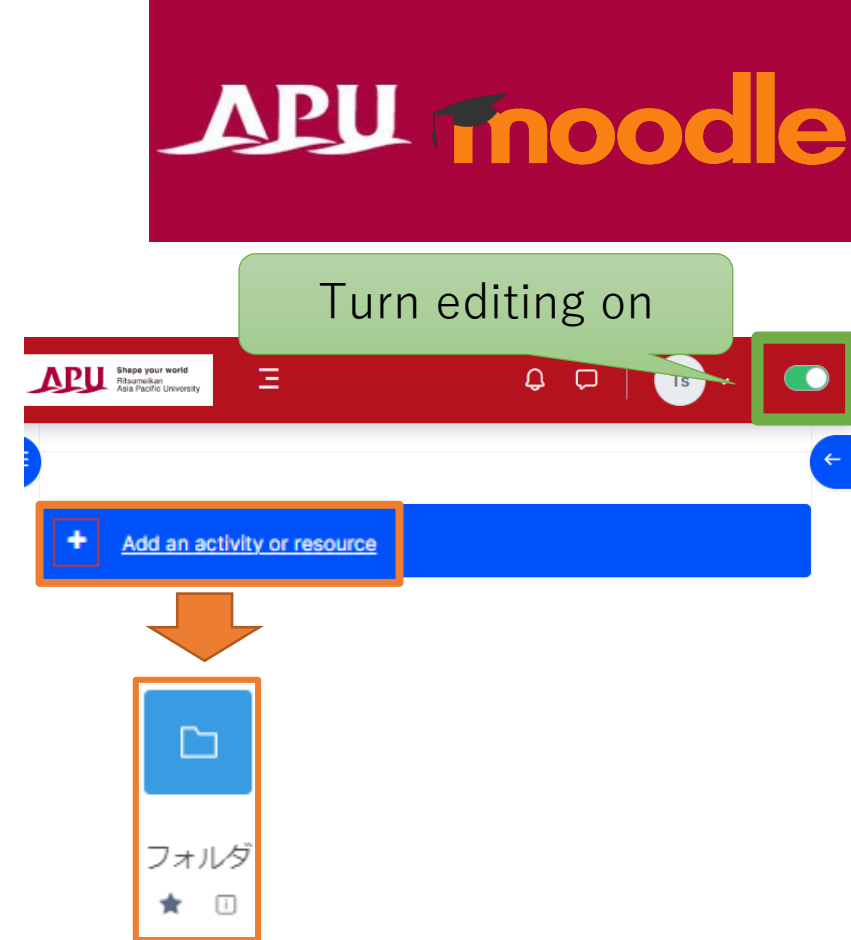 APU moodle
Turn editing on
APU
Shape your world
Ritsumeikan
Asia Pacific University
Ts
Add an activity or resource
フォルダ